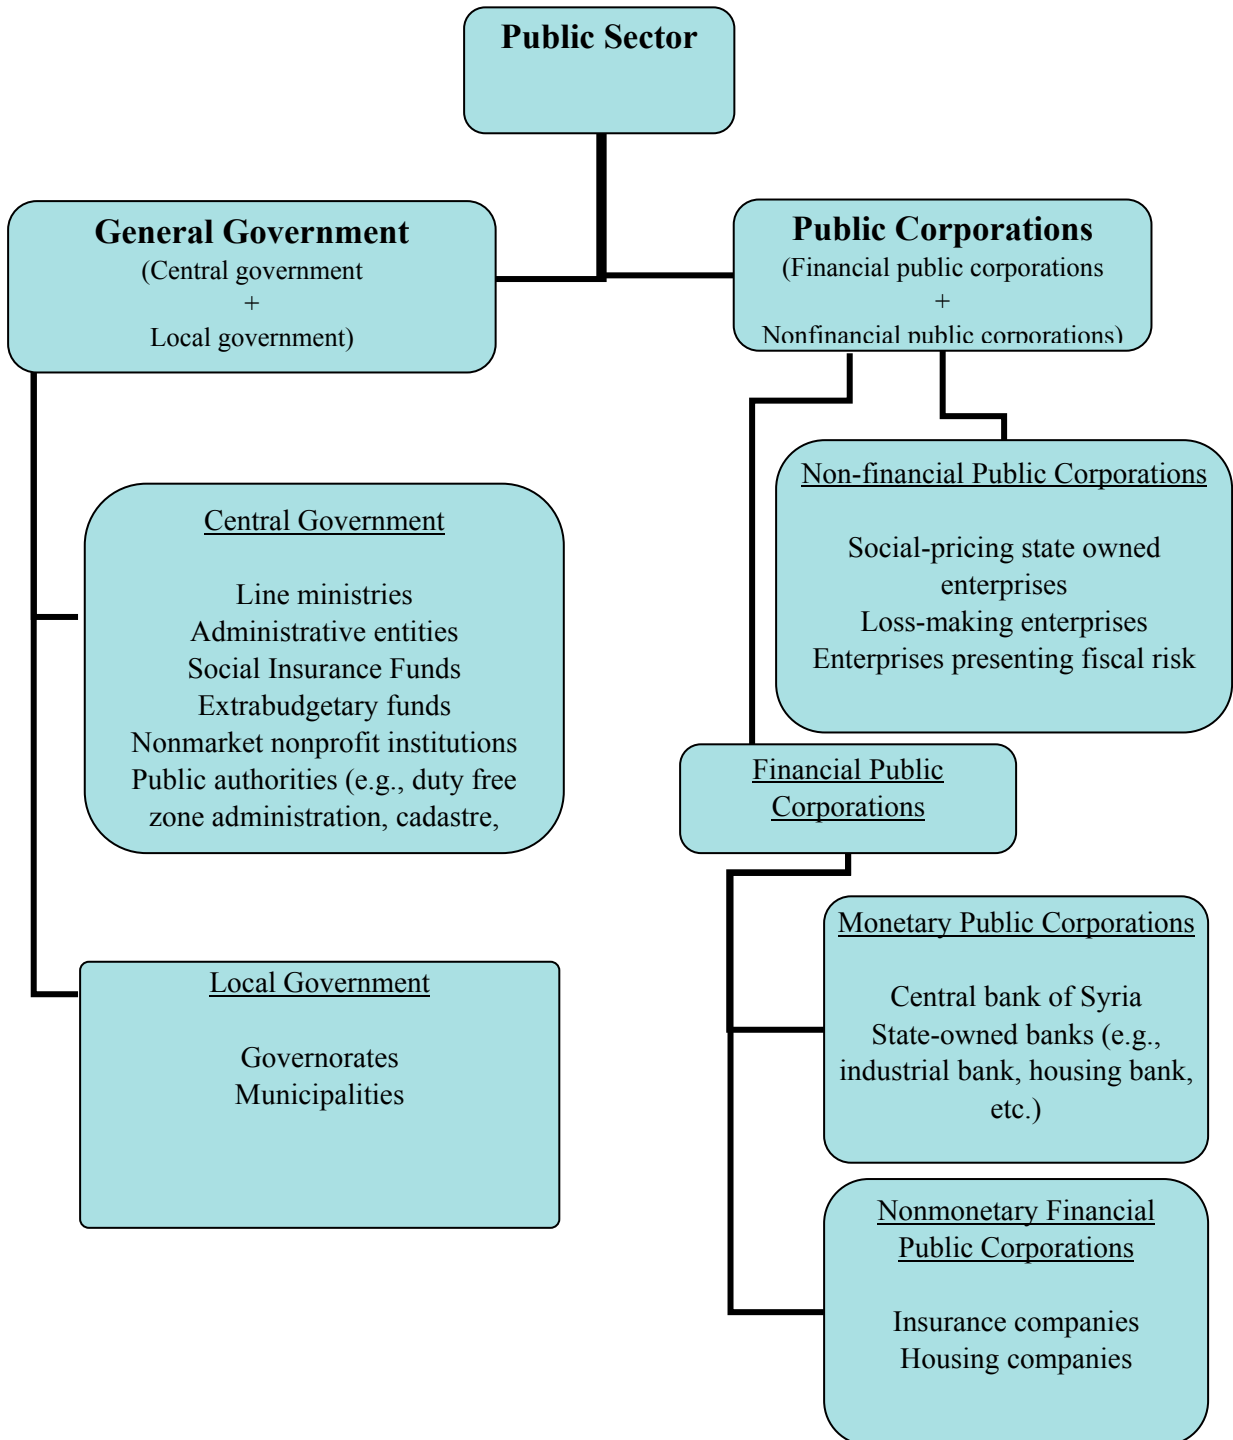 Public Sector
General Government
(Central government
+
Local government)
Public Corporations
(Financial public corporations
+
Nonfinancial public corporations)
Central Government
Line ministries
Administrative entities
Social Insurance Funds
Extrabudgetary funds
Nonmarket nonprofit institutions
Public authorities (e.g., duty free
zone administration, cadastre,
Local Government
Governorates
Municipalities
Non-financial Public Corporations
Social-pricing state owned
enterprises
Loss-making enterprises
Enterprises presenting fiscal risk
Financial Public
Corporations
Monetary Public Corporations
Central bank of Syria
State-owned banks (e.g.,
industrial bank, housing bank,
etc.)
Nonmonetary Financial
Public Corporations
Insurance companies
Housing companies